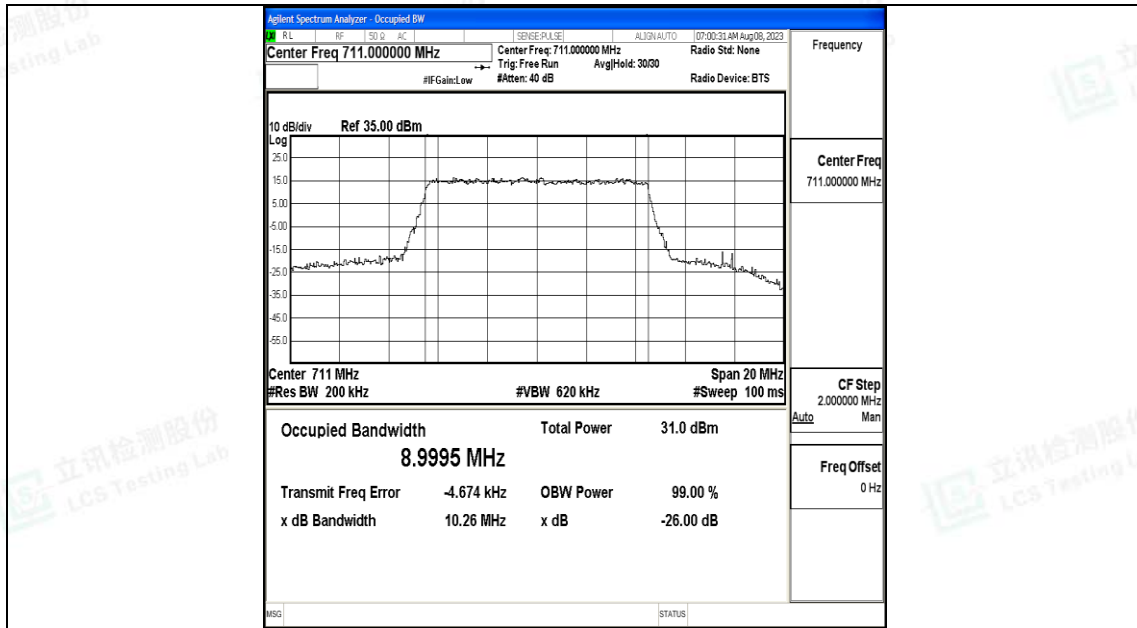 Agilent Spectrum Analyzer - Occupied BW
RL RF 50 Ω AC SENSE:PULSE ALIGN AUTO 07:00:31 AM Aug 08, 2023
Center Freq 711.000000 MHz
Center Freq: 711.000000 MHz
Radio Std: None
Trig: Free Run Avg|Hold: 30/30
#IFGain:Low
#Atten: 40 dB
Radio Device: BTS
10 dB/div Ref 35.00 dBm
Log
25.0
15.0
5.00
-5.00
-15.0
-25.0
-35.0
-45.0
-55.0
Center 711 MHz
Span 20 MHz
#Res BW 200 kHz
#VBW 620 kHz
#Sweep 100 ms
Occupied Bandwidth
8.9995 MHz
Total Power 31.0 dBm
Transmit Freq Error -4.674 kHz
OBW Power 99.00 %
x dB Bandwidth 10.26 MHz
x dB -26.00 dB
MSG
STATUS
Frequency
Center Freq
711.000000 MHz
CF Step
2.000000 MHz
Auto Man
Freq Offset
0 Hz
立讯检测股份
LCS Testing Lab